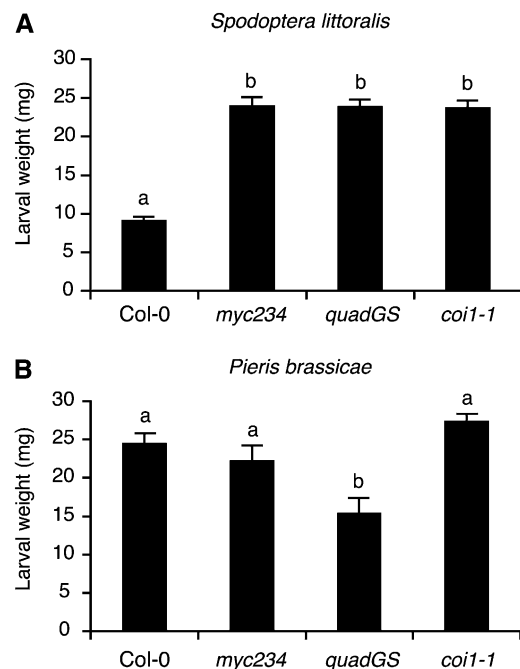 A
Spodoptera littoralis
Larval weight (mg)
30
25
20
15
10
5
0
a
b
b
b
Col-0 myc234 quadGS coi1-1
B
Pieris brassicae
Larval weight (mg)
30
25
20
15
10
5
0
a
a
b
a
Col-0 myc234 quadGS coi1-1